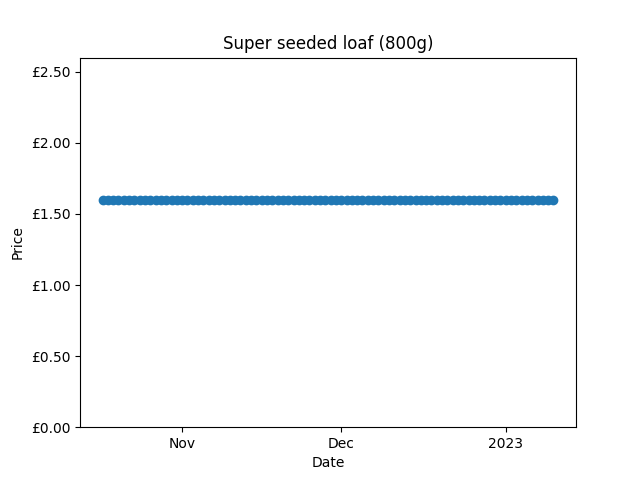 Super seeded loaf (800g)
£2.50
£2.00
£1.50
£1.00
£0.50
£0.00
Price
Nov Dec 2023
Date